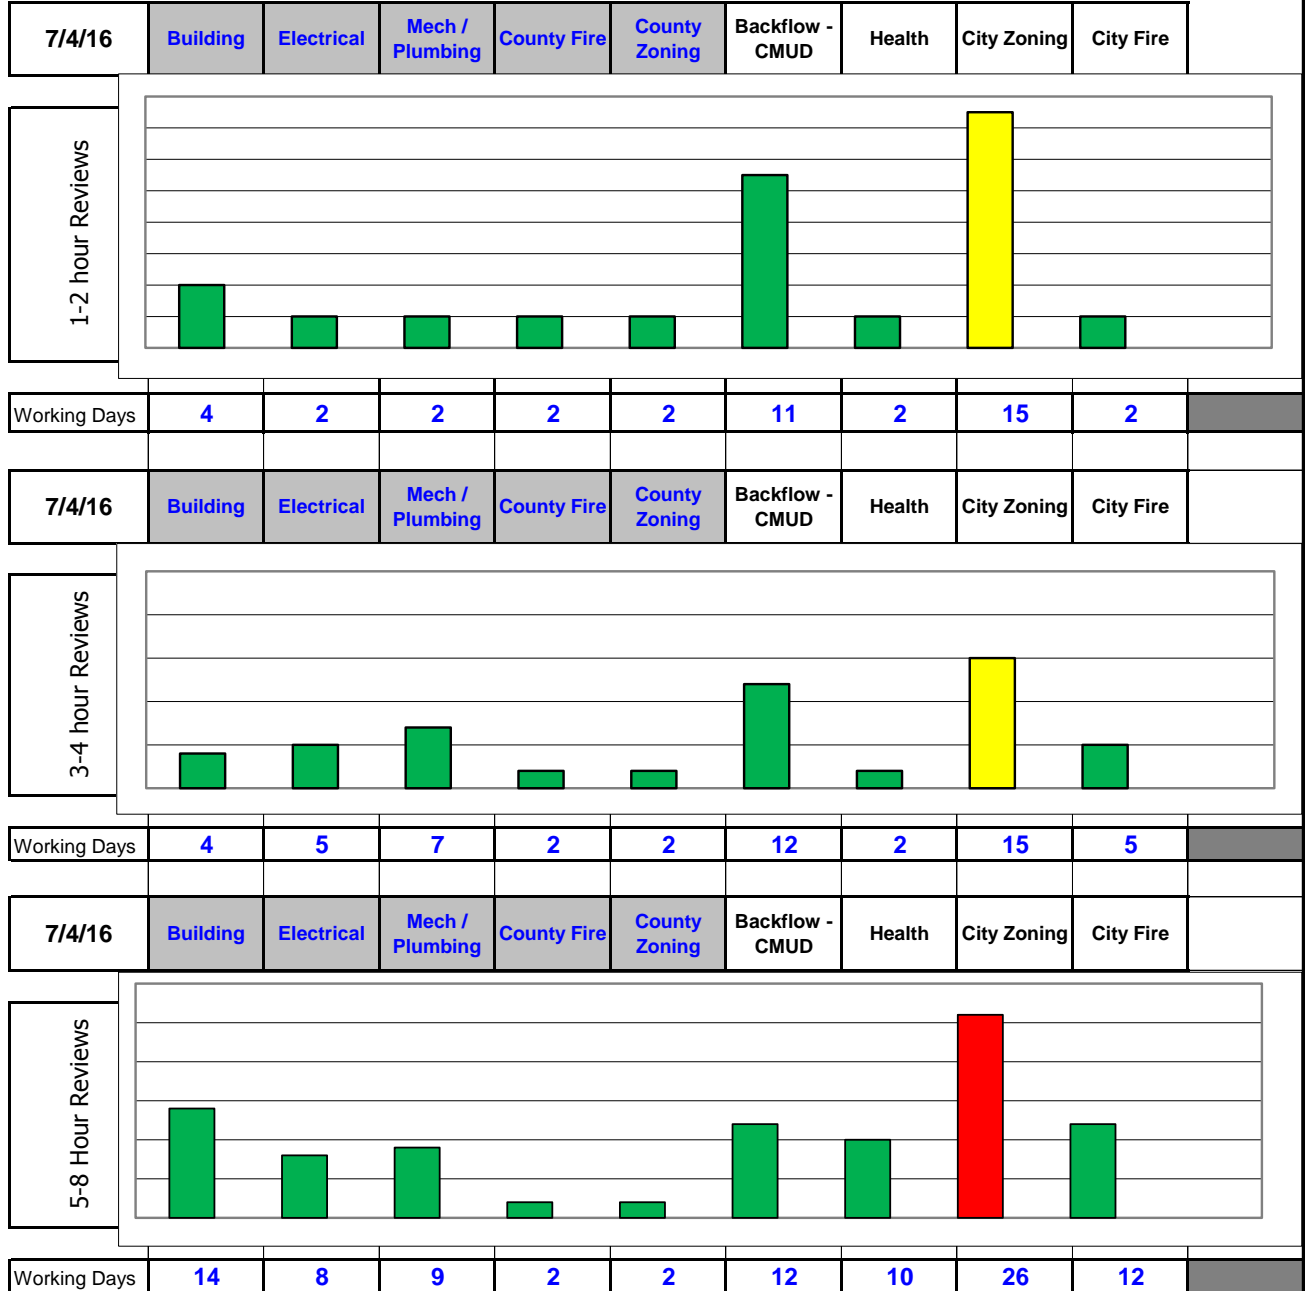 7/4/16 Building Electrical Mech / Plumbing County Fire County Zoning Backflow - CMUD Health City Zoning City Fire
1-2 hour Reviews
Working Days 4 2 2 2 2 11 2 15 2
7/4/16 Building Electrical Mech / Plumbing County Fire County Zoning Backflow - CMUD Health City Zoning City Fire
3-4 hour Reviews
Working Days 4 5 7 2 2 12 2 15 5
7/4/16 Building Electrical Mech / Plumbing County Fire County Zoning Backflow - CMUD Health City Zoning City Fire
5-8 Hour Reviews
Working Days 14 8 9 2 2 12 10 26 12